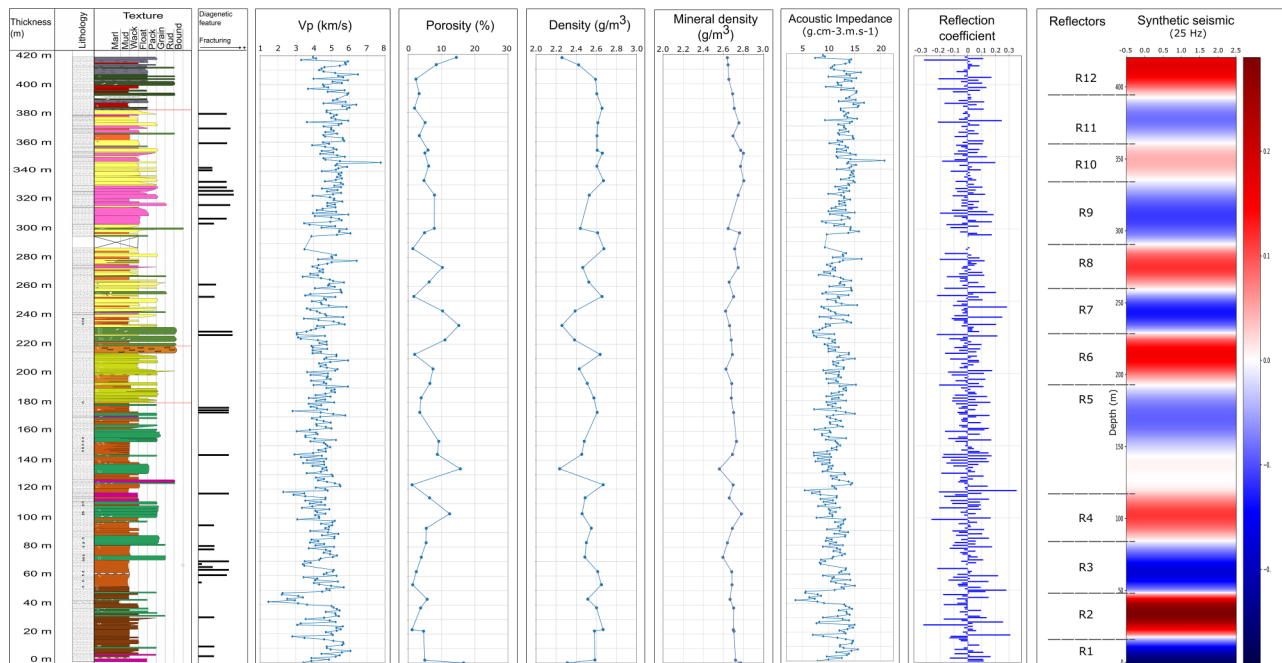 Thickness
(m)
Lithology
Texture
Marl
Mud
Wack
Float
Pack
Grain
Rud
Bound
Diagenetic
feature
Fracturing
Vp (km/s)
1 2 3 4 5 6 7 8
Porosity (%)
0 10 20 30
Density (g/m3)
2.0 2.2 2.4 2.6 2.8 3.0
Mineral density
(g/m3)
2.0 2.2 2.4 2.6 2.8 3.0
Acoustic Impedance
(g.cm-3.m.s-1)
5 10 15 20
Reflection
coefficient
-0.3 -0.2 -0.1 0 0.1 0.2 0.3
Reflectors
Synthetic seismic
(25 Hz)
-0.5 0.0 0.5 1.0 1.5 2.0 2.5
420 m
400 m
380 m
360 m
340 m
320 m
300 m
280 m
260 m
240 m
220 m
200 m
180 m
160 m
140 m
120 m
100 m
80 m
60 m
40 m
20 m
0 m
R12
R11
R10
R9
R8
R7
R6
R5
R4
R3
R2
R1
Depth (m)
400
350
300
250
200
150
100
50
0
0.2
0.1
0.0
-0.
-0.